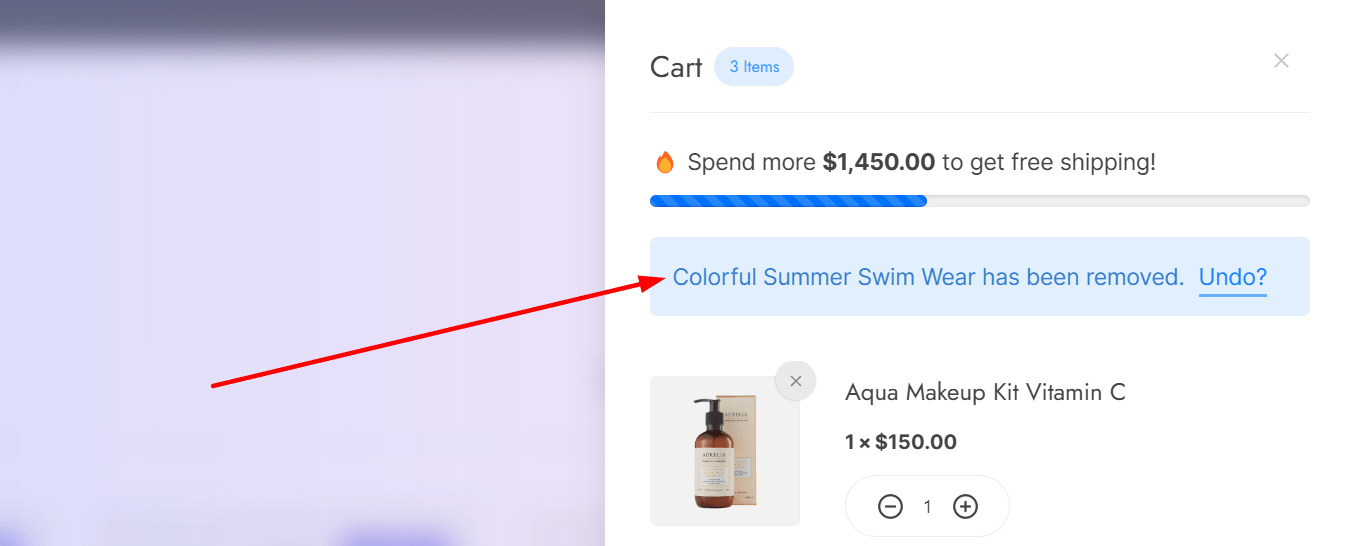 Cart 3 Items
Spend more $1,450.00 to get free shipping!
Colorful Summer Swim Wear has been removed. Undo?
Aqua Makeup Kit Vitamin C
1 × $150.00
1
AURELIA
AURELIA